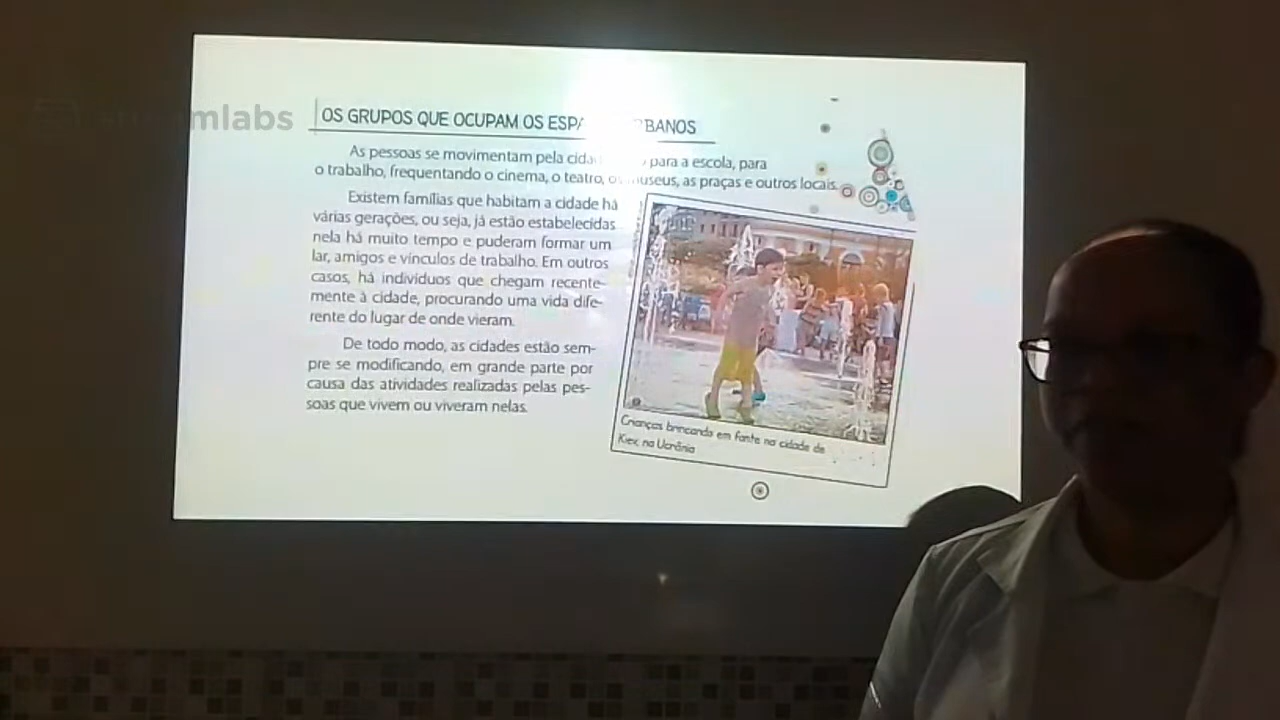 mlabs
OS GRUPOS QUE OCUPAM OS ESPA RBANOS
As pessoas se movimentam pela cida para a escola, para
o trabalho, frequentando o cinema, o teatro, os museus, as praças e outros locais.
Existem famílias que habitam a cidade há
várias gerações, ou seja, já estão estabelecidas
nela há muito tempo e puderam formar um
lar, amigos e vínculos de trabalho. Em outros
casos, há indivíduos que chegam recente-
mente à cidade, procurando uma vida dife-
rente do lugar de onde vieram.
De todo modo, as cidades estão sem-
pre se modificando, em grande parte por
causa das atividades realizadas pelas pes-
soas que vivem ou viveram nelas.
Crianças brincando em fonte na cidade de
Kiev, na Ucrânia